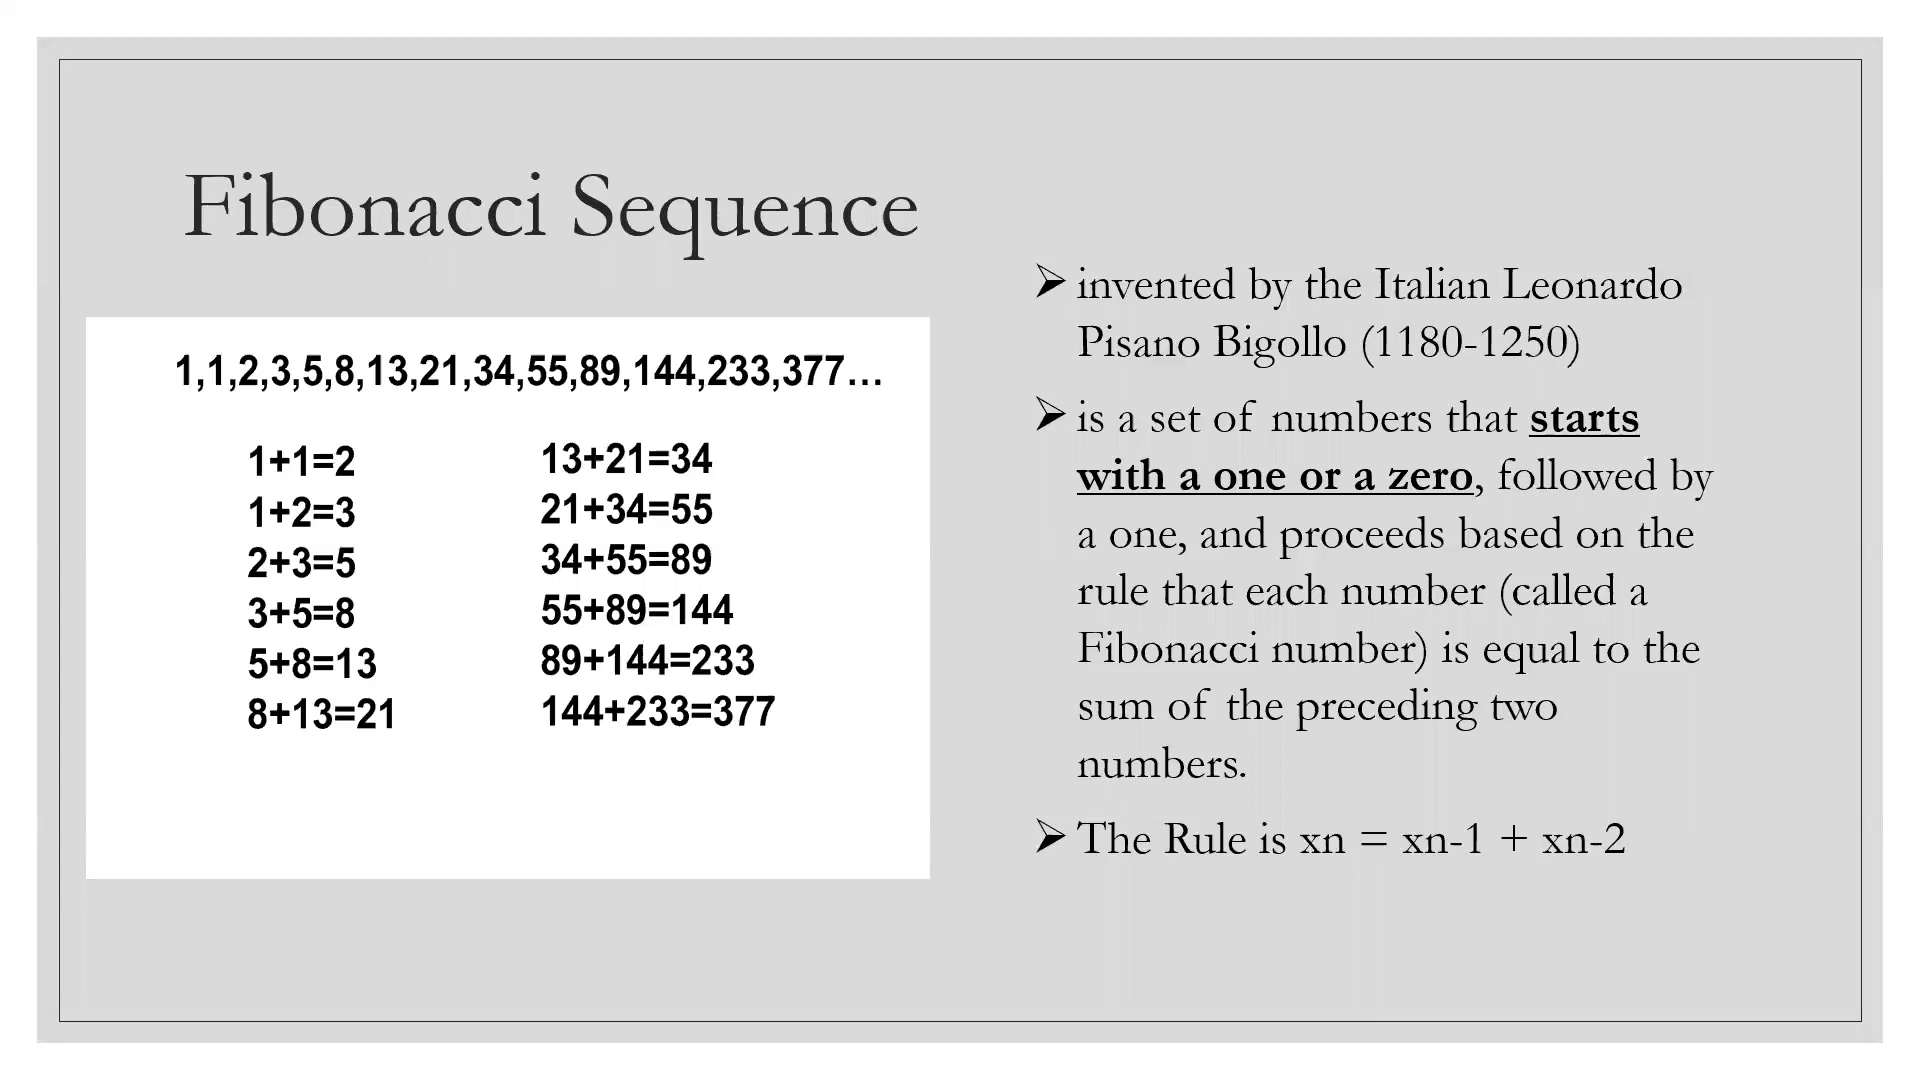 Fibonacci Sequence
1,1,2,3,5,8,13,21,34,55,89,144,233,377…
1+1=2
1+2=3
2+3=5
3+5=8
5+8=13
8+13=21
13+21=34
21+34=55
34+55=89
55+89=144
89+144=233
144+233=377
➢ invented by the Italian Leonardo
Pisano Bigollo (1180-1250)
➢ is a set of numbers that starts
with a one or a zero, followed by
a one, and proceeds based on the
rule that each number (called a
Fibonacci number) is equal to the
sum of the preceding two
numbers.
➢ The Rule is xn = xn-1 + xn-2